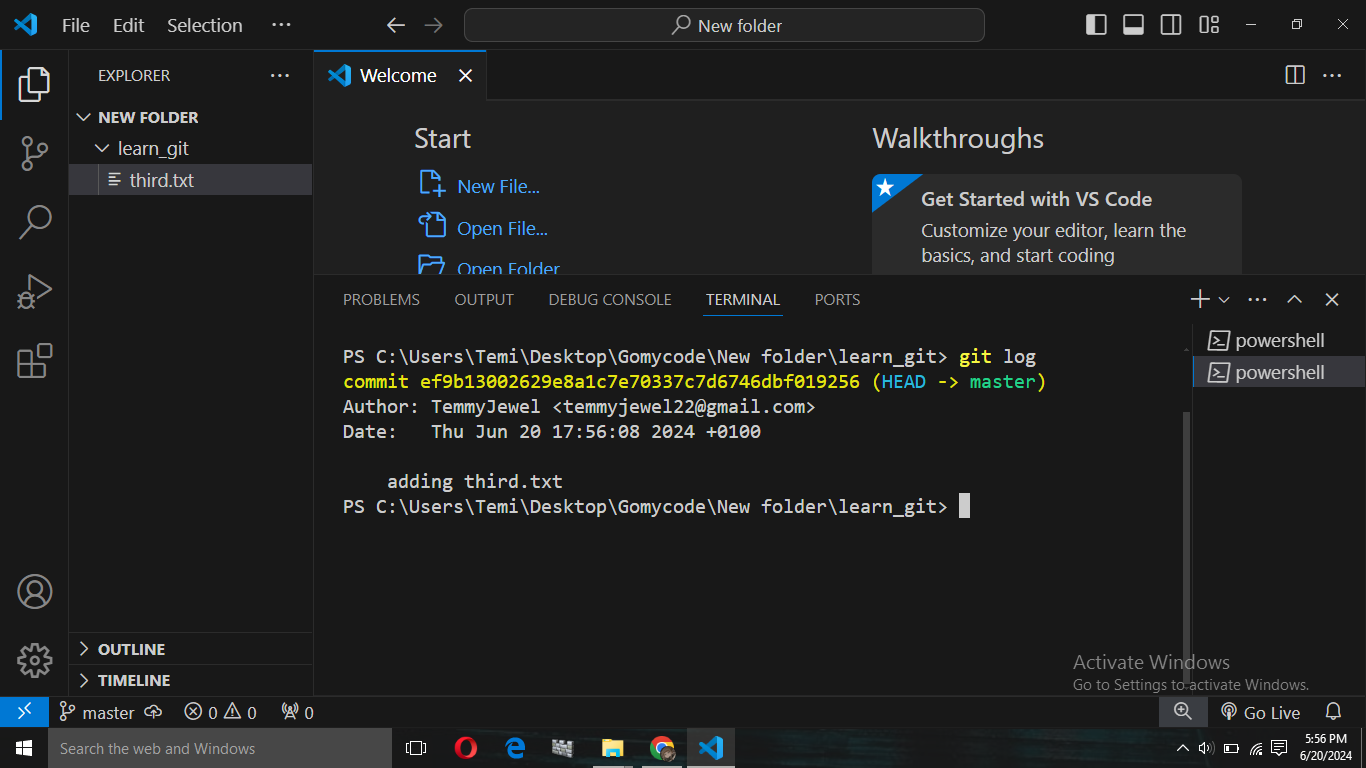 File Edit Selection ···
New folder
EXPLORER ···
Welcome
NEW FOLDER
learn_git
third.txt
Start
New File...
Open File...
Open Folder
Walkthroughs
Get Started with VS Code
Customize your editor, learn the
basics, and start coding
PROBLEMS OUTPUT DEBUG CONSOLE TERMINAL PORTS
PS C:\Users\Temi\Desktop\Gomycode\New folder\learn_git> git log
commit ef9b13002629e8a1c7e70337c7d6746dbf019256 (HEAD -> master)
Author: TemmyJewel <temmyjewel22@gmail.com>
Date:   Thu Jun 20 17:56:08 2024 +0100
    adding third.txt
PS C:\Users\Temi\Desktop\Gomycode\New folder\learn_git>
powershell
powershell
OUTLINE
TIMELINE
Activate Windows
Go to Settings to activate Windows.
master 0 0 0
Go Live
Search the web and Windows
5:56 PM
6/20/2024